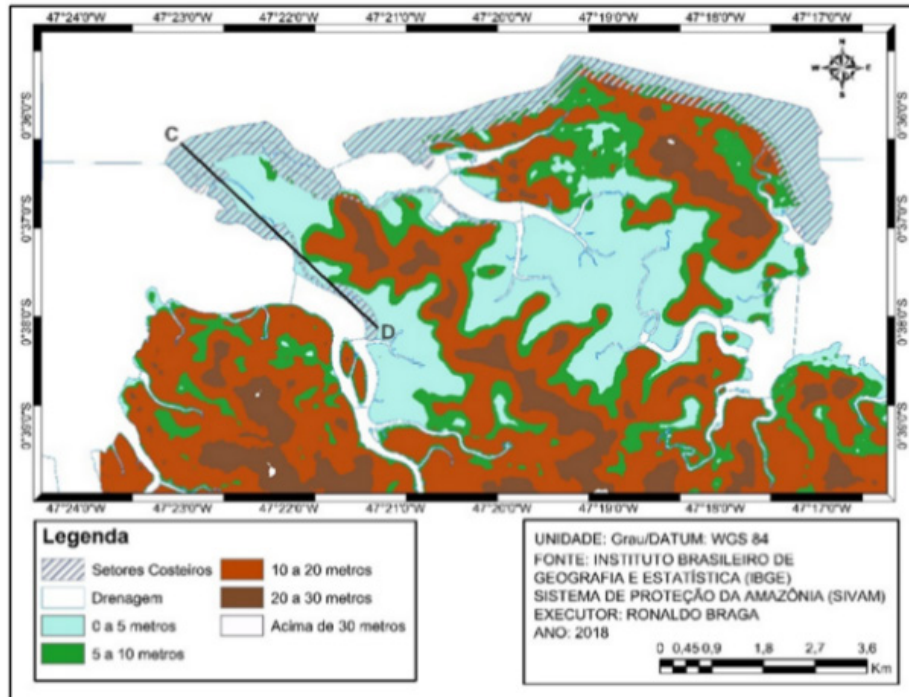 47°24'0"W 47°23'0"W 47°22'0"W 47°21'0"W 47°20'0"W 47°19'0"W 47°18'0"W 47°17'0"W
N
W E
S
0°36'0"S 0°36'0"S
C
0°37'0"S 0°37'0"S
0°38'0"S 0°38'0"S
D
47°24'0"W 47°23'0"W 47°22'0"W 47°21'0"W 47°20'0"W 47°19'0"W 47°18'0"W 47°17'0"W
Legenda
Setores Costeiros
Drenagem
0 a 5 metros
5 a 10 metros
10 a 20 metros
20 a 30 metros
Acima de 30 metros
UNIDADE: Grau/DATUM: WGS 84
FONTE: INSTITUTO BRASILEIRO DE
GEOGRAFIA E ESTATÍSTICA (IBGE)
SISTEMA DE PROTEÇÃO DA AMAZÔNIA (SIVAM)
EXECUTOR: RONALDO BRAGA
ANO: 2018
0 0,45 0,9 1,8 2,7 3,6
Km